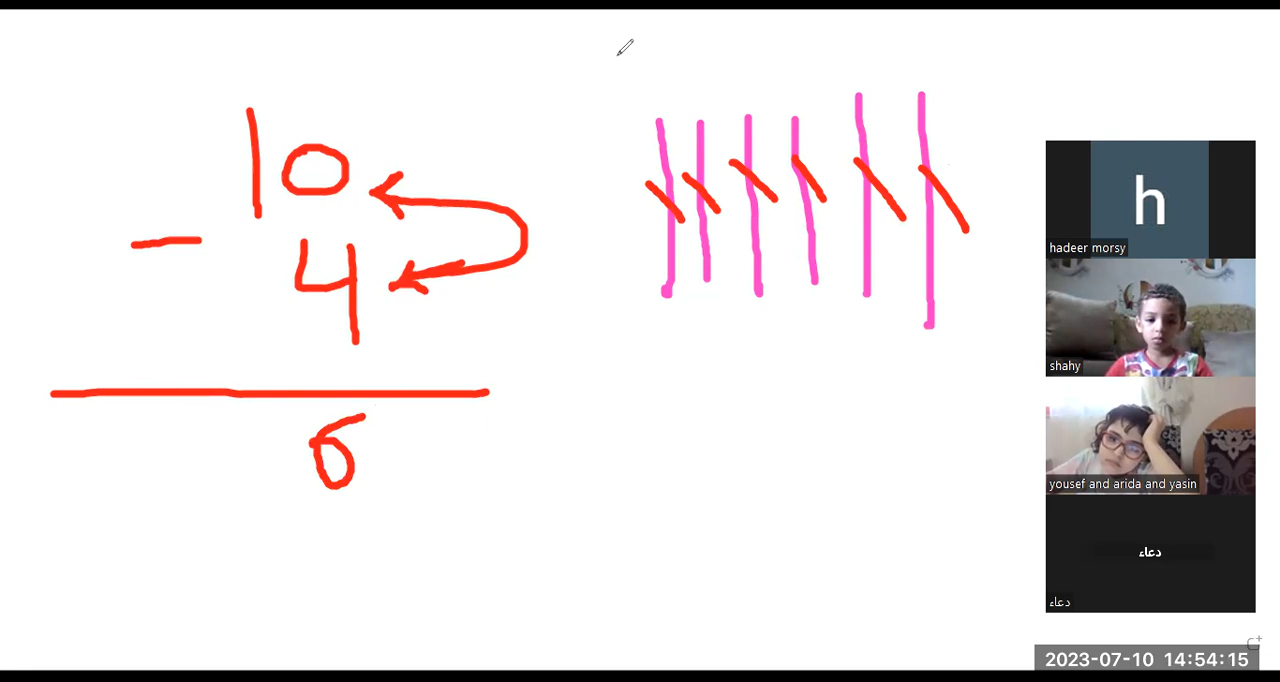 10
- 4
6
h
hadeer morsy
shahy
yousef and arida and yasin
دعاء
دعاء
2023-07-10 14:54:15